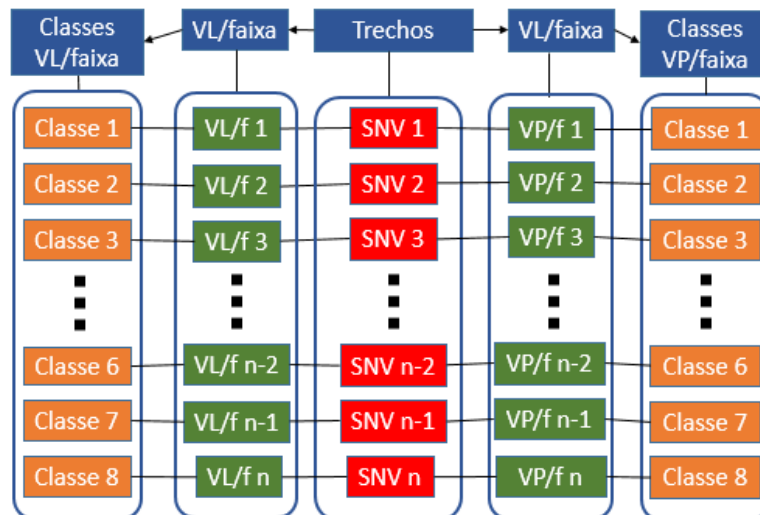 Classes
VL/faixa
VL/faixa
Trechos
VL/faixa
Classes
VP/faixa
Classe 1
VL/f 1
SNV 1
VP/f 1
Classe 1
Classe 2
VL/f 2
SNV 2
VP/f 2
Classe 2
Classe 3
VL/f 3
SNV 3
VP/f 3
Classe 3
Classe 6
VL/f n-2
SNV n-2
VP/f n-2
Classe 6
Classe 7
VL/f n-1
SNV n-1
VP/f n-1
Classe 7
Classe 8
VL/f n
SNV n
VP/f n
Classe 8